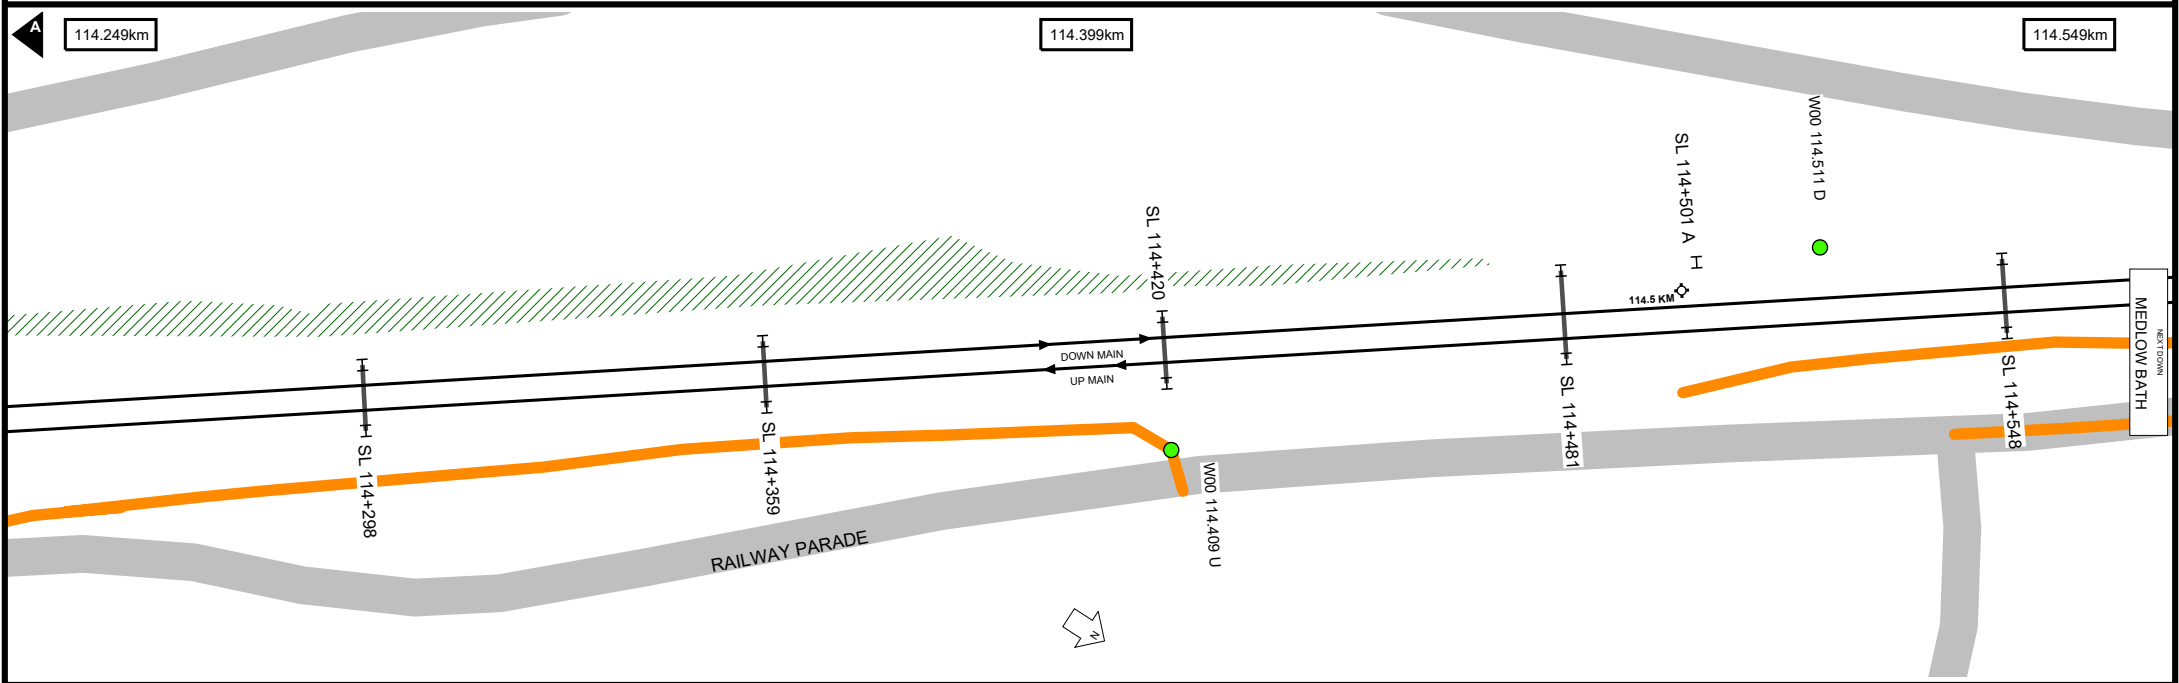 A
114.249km
114.399km
114.549km
W00 114.511 D
SL 114+501 A
SL 114+420
114.5 KM
DOWN MAIN
UP MAIN
MEDLOW BATH
NEXT DOWN
SL 114+298
SL 114+359
SL 114+481
SL 114+548
W00 114.409 U
RAILWAY PARADE
N